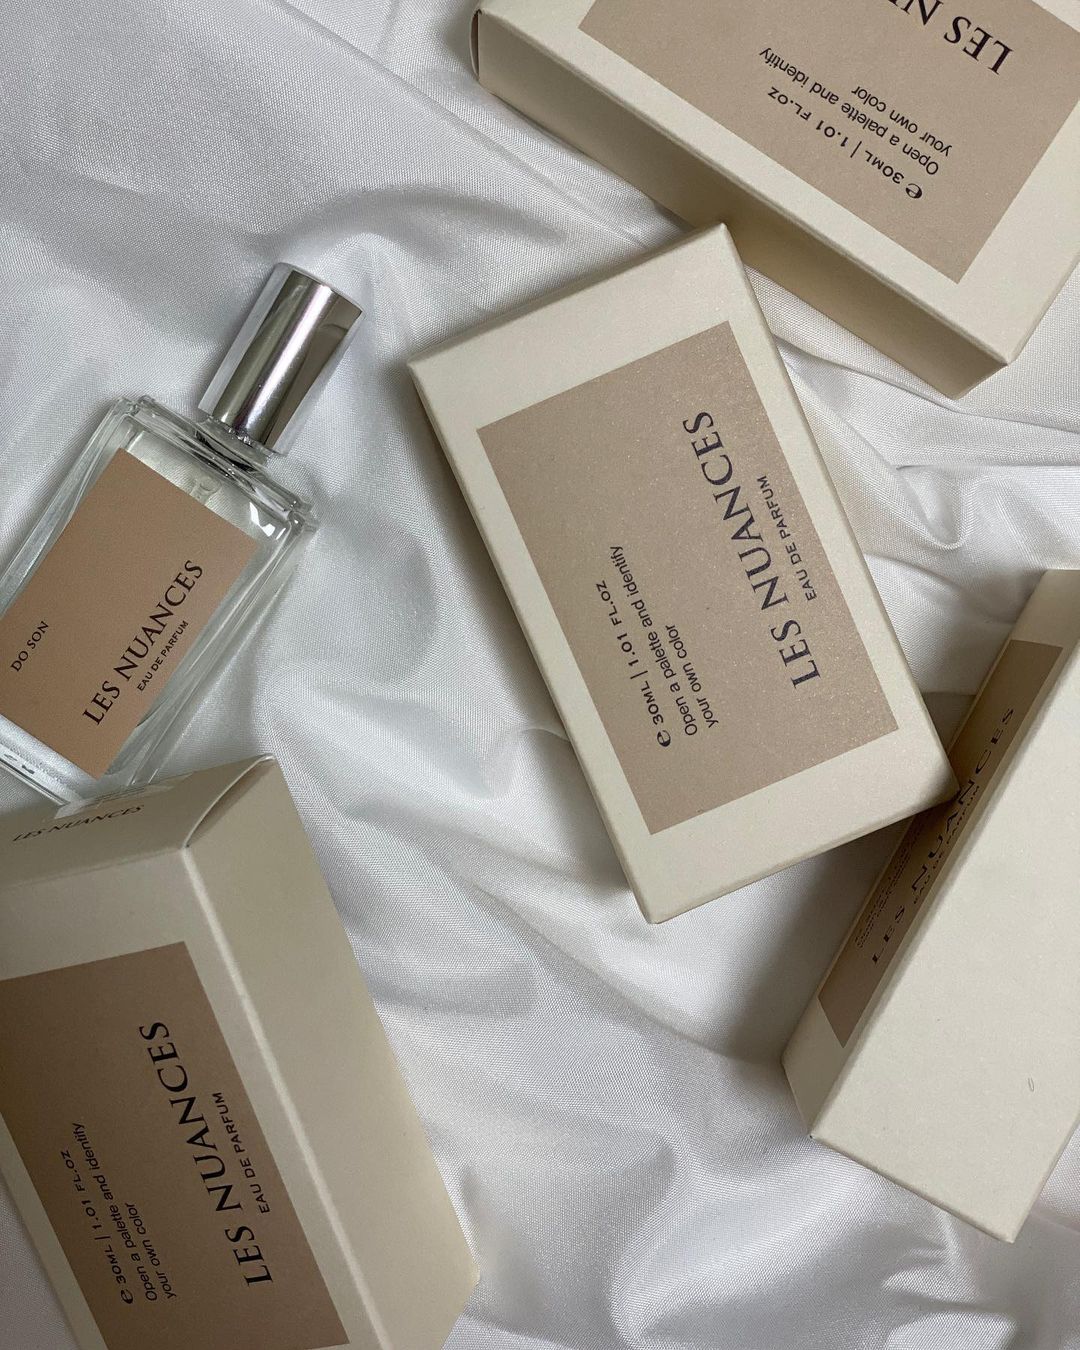 LES N
℮ 30ML | 1.01 FL.OZ
Open a palette and identify
your own color
LES NUANCES
EAU DE PARFUM
℮ 30ML | 1.01 FL.OZ
Open a palette and identify
your own color
DO SON
LES NUANCES
EAU DE PARFUM
LES NUANCES
EAU DE PARFUM
LES NUANCES
LES NUANCES
EAU DE PARFUM
℮ 30ML | 1.01 FL.OZ
Open a palette and identify
your own color